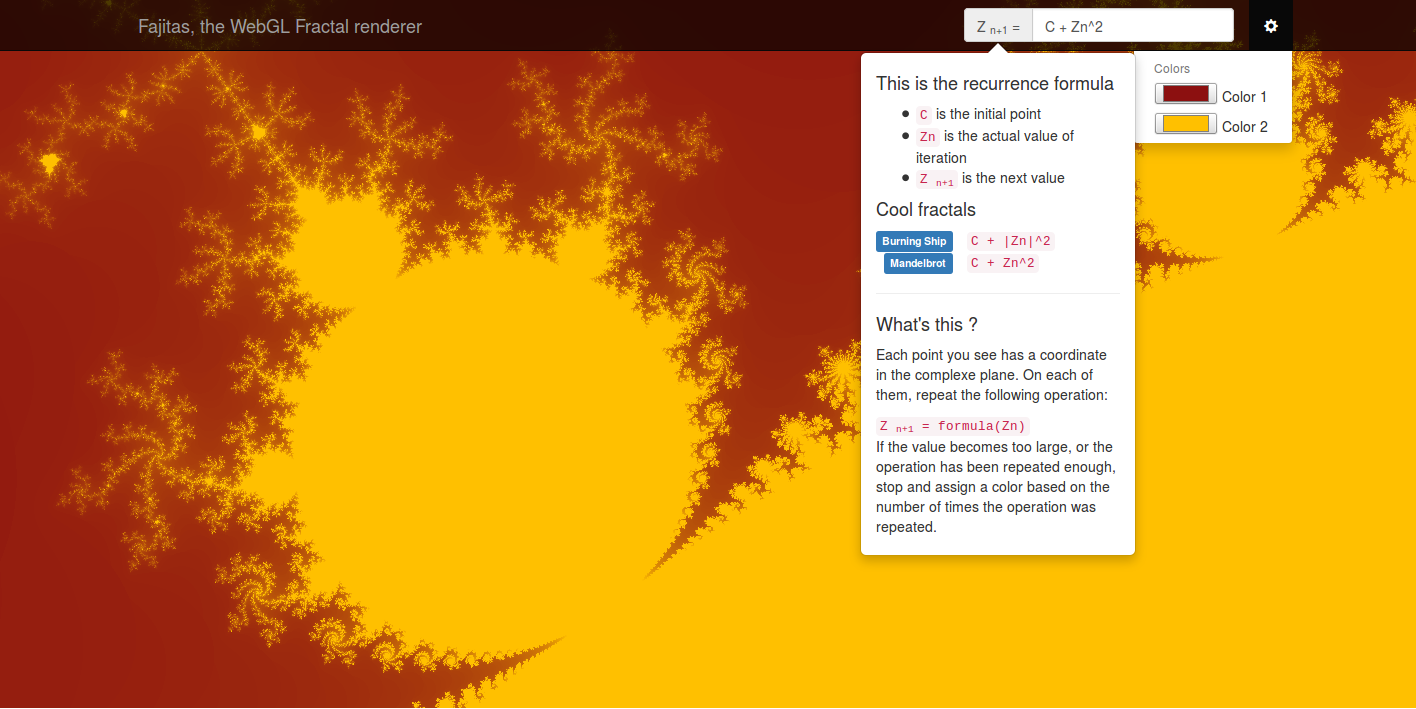 Fajitas, the WebGL Fractal renderer
Z n+1 = C + Zn^2
Colors
Color 1
Color 2
This is the recurrence formula
C is the initial point
Zn is the actual value of
iteration
Z n+1 is the next value
Cool fractals
Burning Ship C + |Zn|^2
Mandelbrot C + Zn^2
What's this ?
Each point you see has a coordinate
in the complexe plane. On each of
them, repeat the following operation:
Z n+1 = formula(Zn)
If the value becomes too large, or the
operation has been repeated enough,
stop and assign a color based on the
number of times the operation was
repeated.